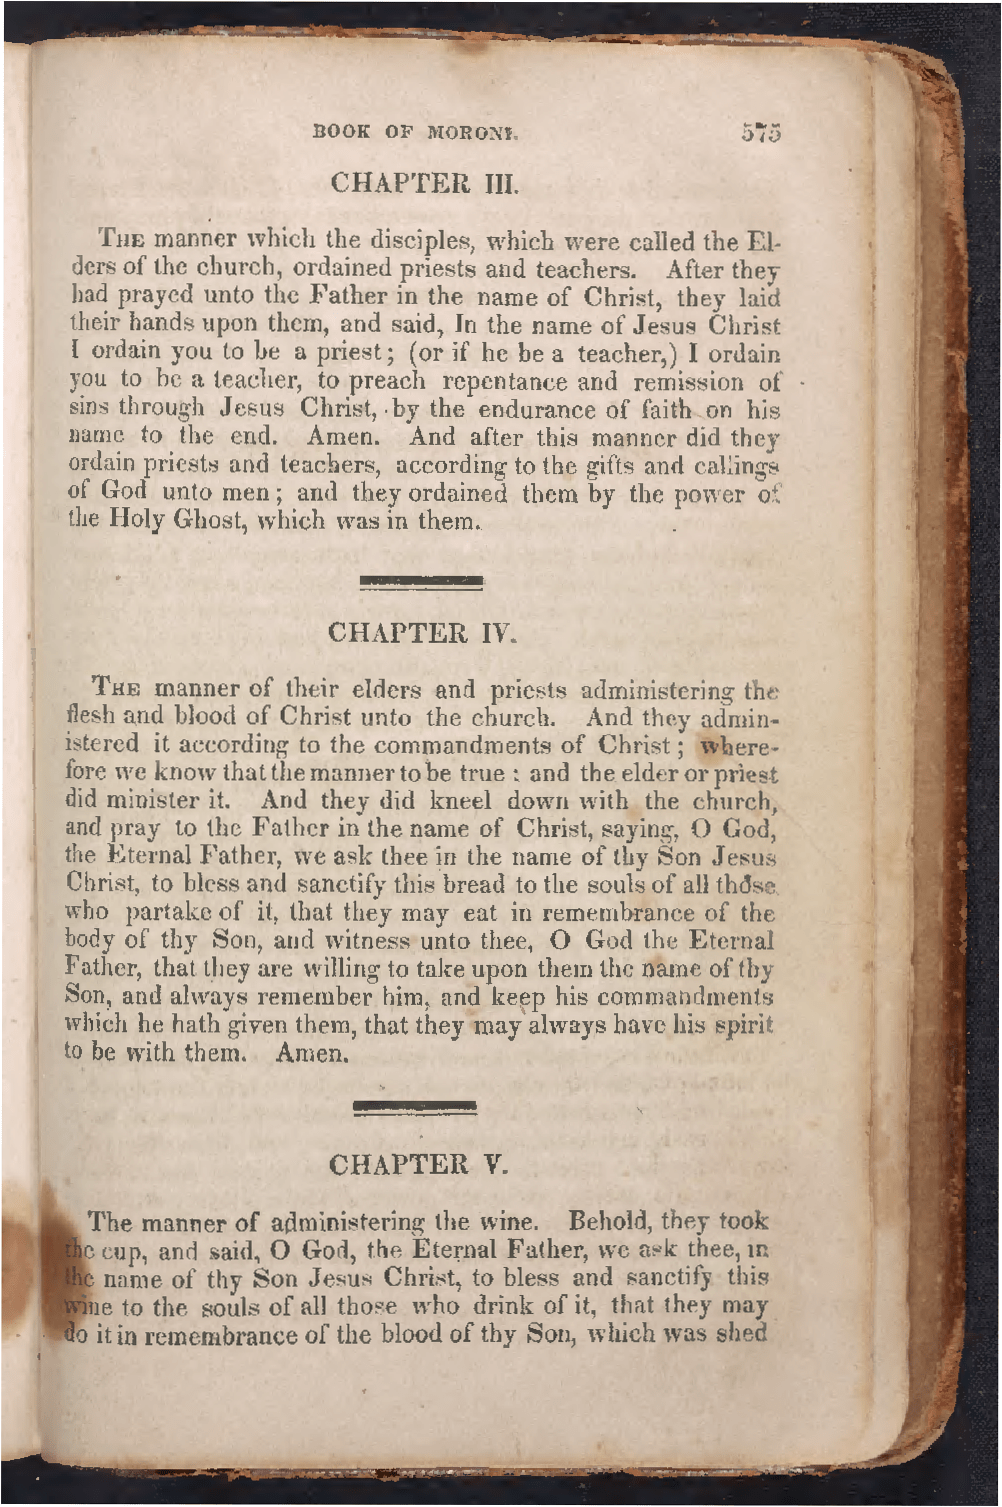 BOOK OF MORONI. 575
CHAPTER III.
THE manner which the disciples, which were called the El-
ders of the church, ordained priests and teachers. After they
had prayed unto the Father in the name of Christ, they laid
their hands upon them, and said, In the name of Jesus Christ
I ordain you to be a priest; (or if he be a teacher,) I ordain
you to be a teacher, to preach repentance and remission of
sins through Jesus Christ, by the endurance of faith on his
name to the end. Amen. And after this manner did they
ordain priests and teachers, according to the gifts and callings
of God unto men; and they ordained them by the power of
the Holy Ghost, which was in them.
CHAPTER IV.
THE manner of their elders and priests administering the
flesh and blood of Christ unto the church. And they admin-
istered it according to the commandments of Christ; where-
fore we know that the manner to be true: and the elder or priest
did minister it. And they did kneel down with the church,
and pray to the Father in the name of Christ, saying, O God,
the Eternal Father, we ask thee in the name of thy Son Jesus
Christ, to bless and sanctify this bread to the souls of all those
who partake of it, that they may eat in remembrance of the
body of thy Son, and witness unto thee, O God the Eternal
Father, that they are willing to take upon them the name of thy
Son, and always remember him, and keep his commandments
which he hath given them, that they may always have his spirit
to be with them. Amen.
CHAPTER V.
The manner of administering the wine. Behold, they took
the cup, and said, O God, the Eternal Father, we ask thee, in
the name of thy Son Jesus Christ, to bless and sanctify this
wine to the souls of all those who drink of it, that they may
do it in remembrance of the blood of thy Son, which was shed